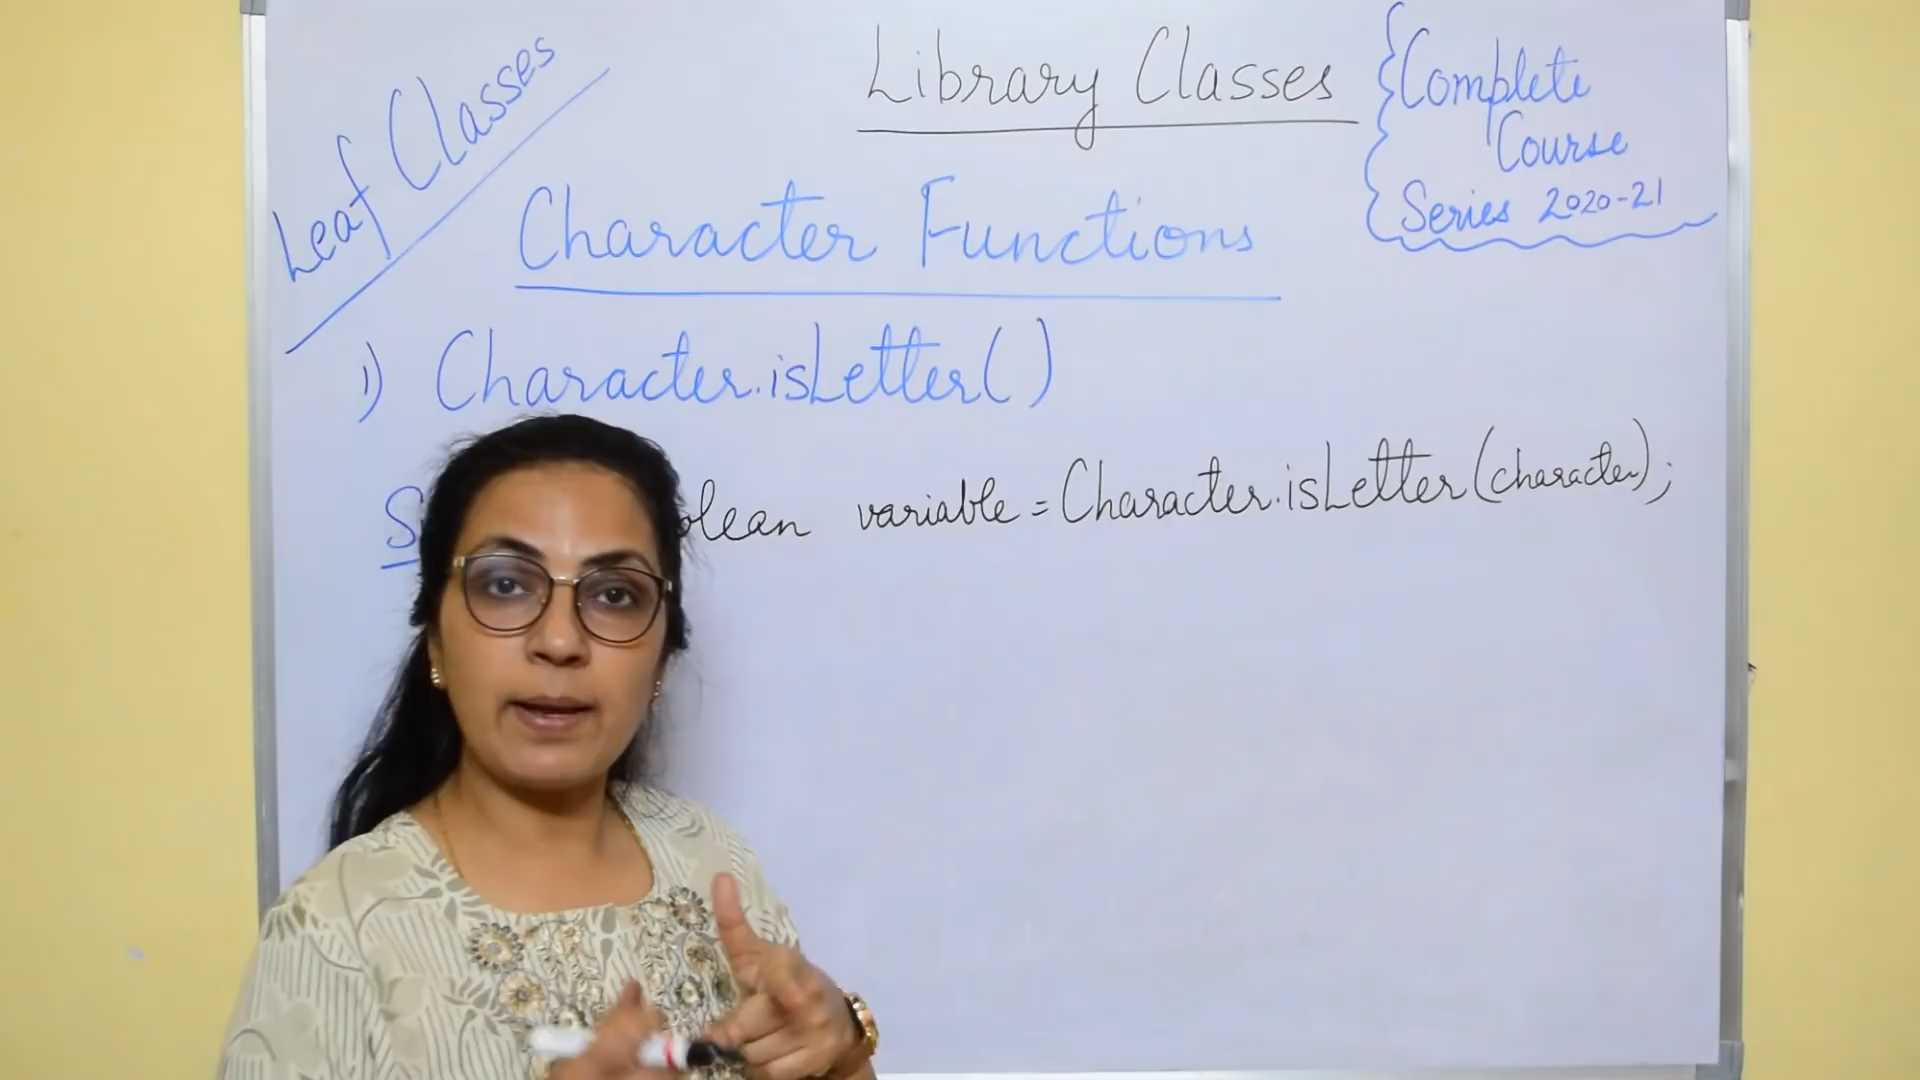 Leaf Classes
Library Classes
Complete
Course
Series 2020-21
Character Functions
1) Character.isLetter()
variable = Character.isLetter(character);